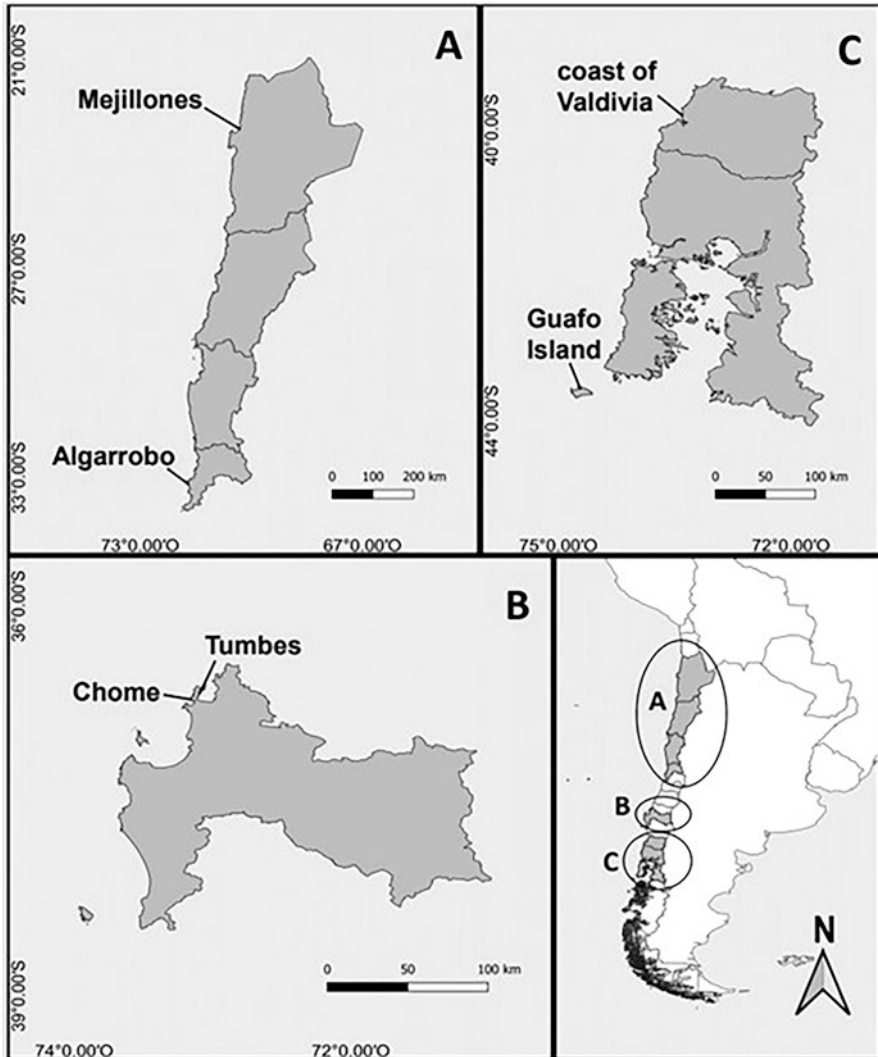 A
21°0.00'S
27°0.00'S
33°0.00'S
Mejillones
Algarrobo
0 100 200 km
73°0.00'O 67°0.00'O
C
40°0.00'S
44°0.00'S
coast of
Valdivia
Guafo
Island
0 50 100 km
75°0.00'O 72°0.00'O
B
36°0.00'S
39°0.00'S
Tumbes
Chome
0 50 100 km
74°0.00'O 72°0.00'O
A
B
C
N